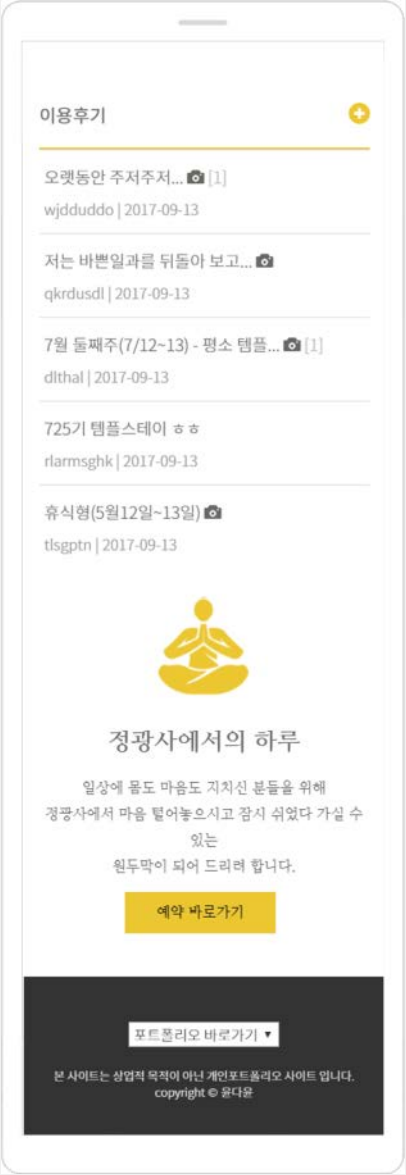 이용후기
오랫동안 주저주저... [1]
wjdduddo | 2017-09-13
저는 바쁜일과를 뒤돌아 보고...
qkrdusdl | 2017-09-13
7월 둘째주(7/12~13) - 평소 템플... [1]
dlthal | 2017-09-13
725기 템플스테이 ㅎㅎ
rlarmsghk | 2017-09-13
휴식형(5월12일~13일)
tlsgptn | 2017-09-13
정광사에서의 하루
일상에 몸도 마음도 지치신 분들을 위해
정광사에서 마음 털어놓으시고 잠시 쉬었다 가실 수
있는
원두막이 되어 드리려 합니다.
예약 바로가기
포트폴리오 바로가기 ▼
본 사이트는 상업적 목적이 아닌 개인포트폴리오 사이트 입니다.
copyright © 윤다윤